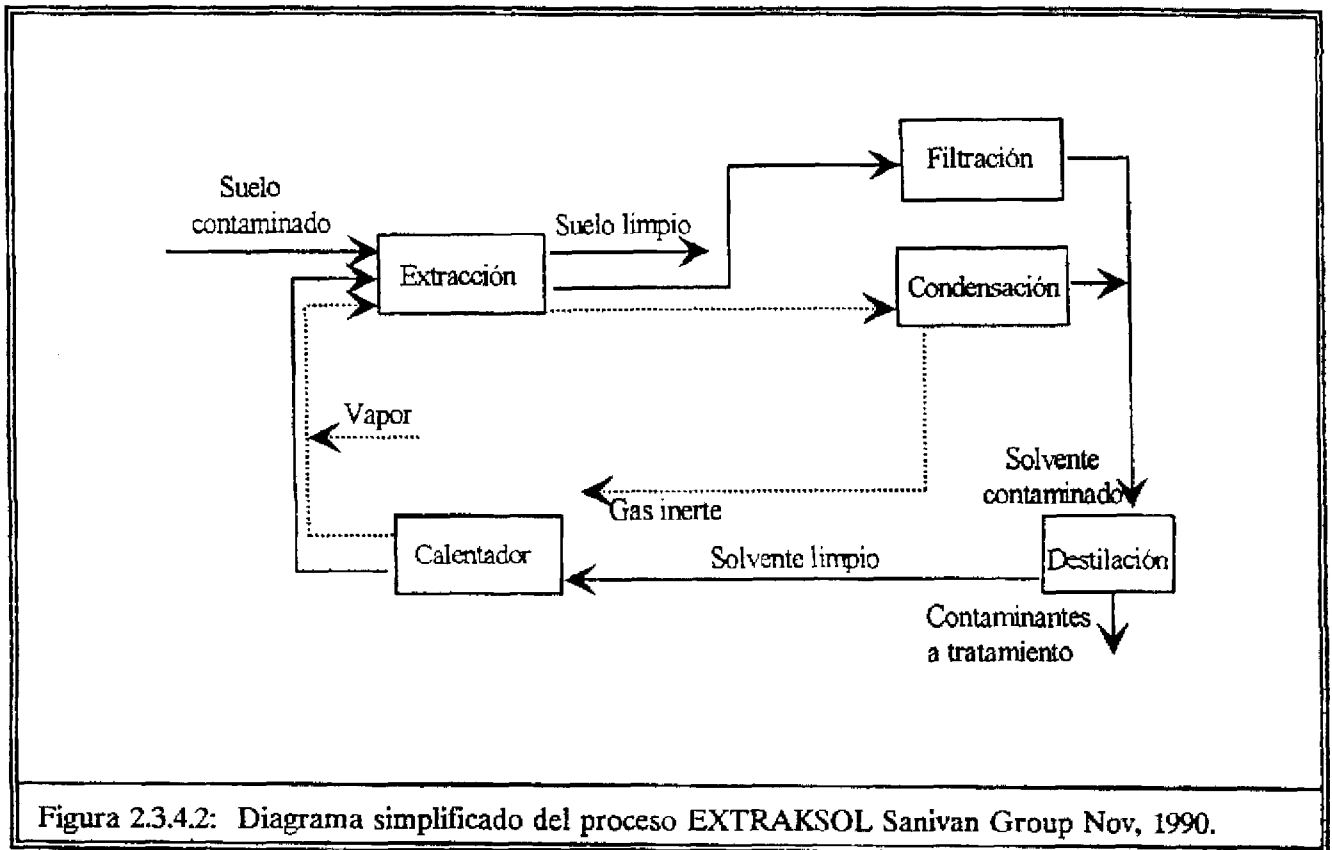 Filtración
Suelo
contaminado
Suelo limpio
Extracción
Condensación
Vapor
Solvente
contaminado
Gas inerte
Calentador
Solvente limpio
Destilación
Contaminantes
a tratamiento
Figura 2.3.4.2: Diagrama simplificado del proceso EXTRAKSOL Sanivan Group Nov, 1990.